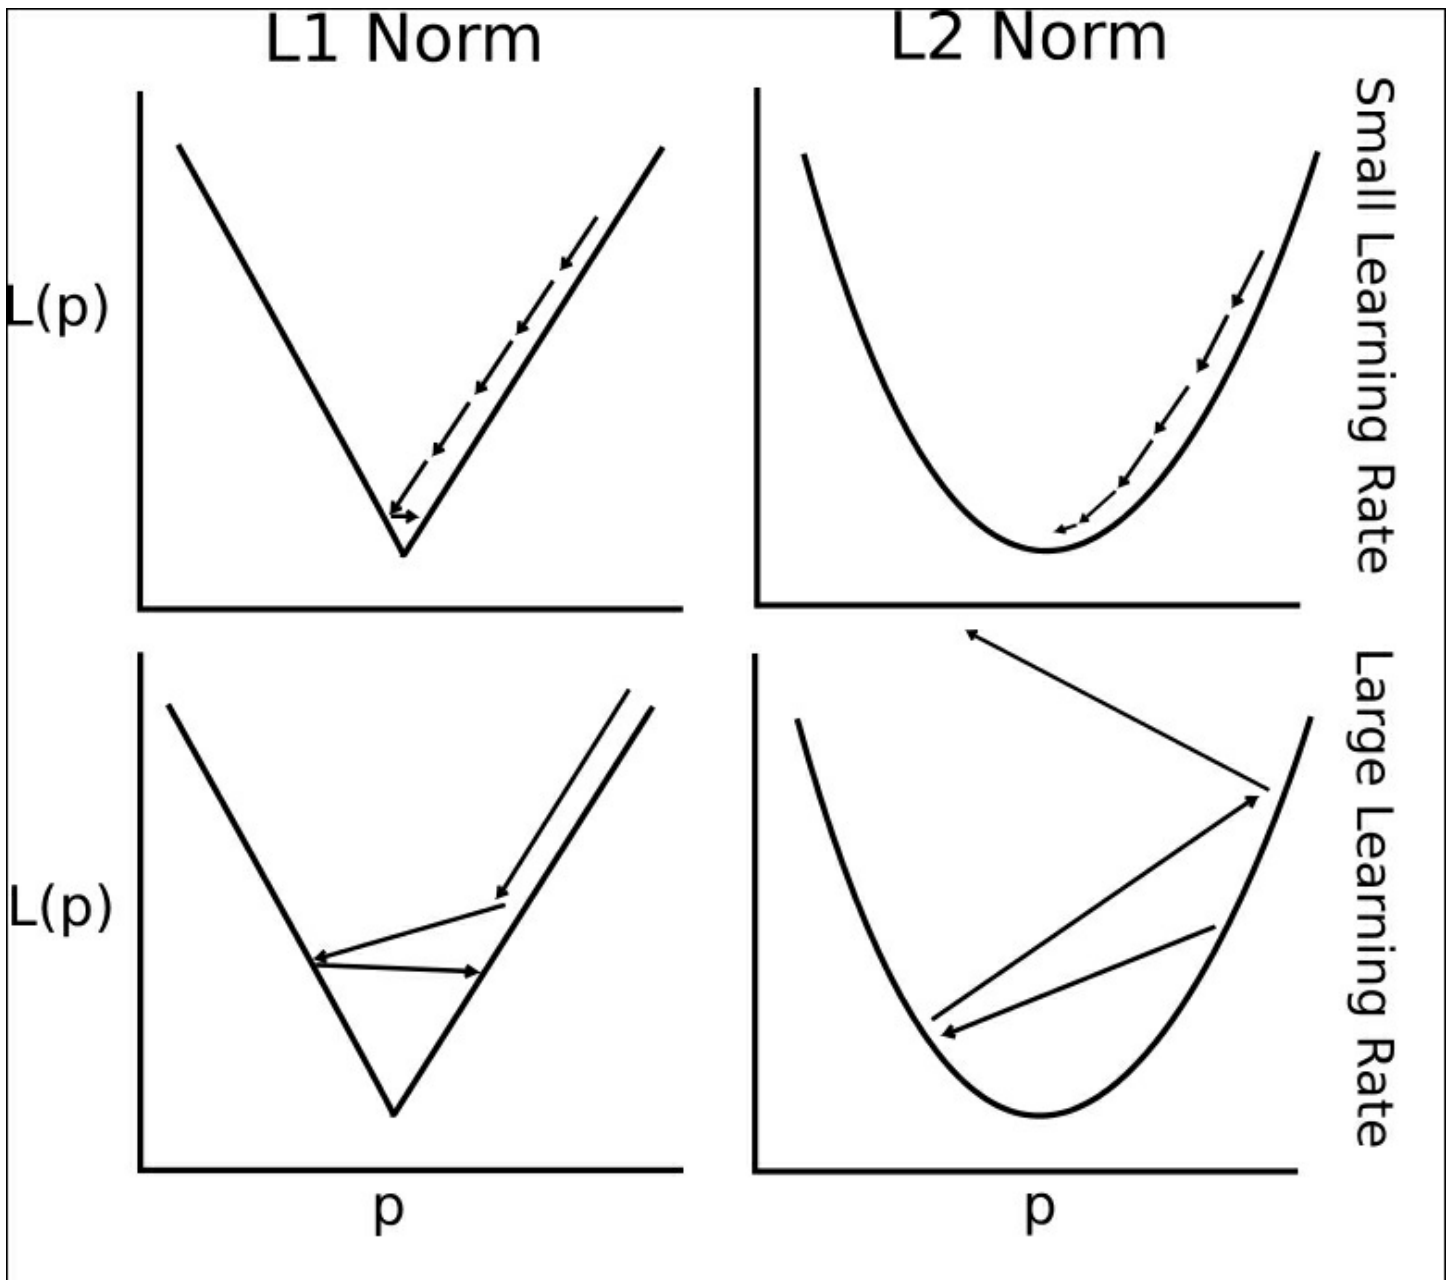 L1 Norm
L2 Norm
L(p)
Small Learning Rate
L(p)
Large Learning Rate
p
p